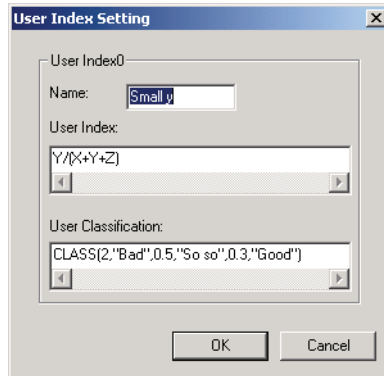 User Index Setting
User Index0
Name: Small y
User Index:
Y/(X+Y+Z)
User Classification:
CLASS(2,"Bad",0.5,"So so",0.3,"Good")
OK Cancel